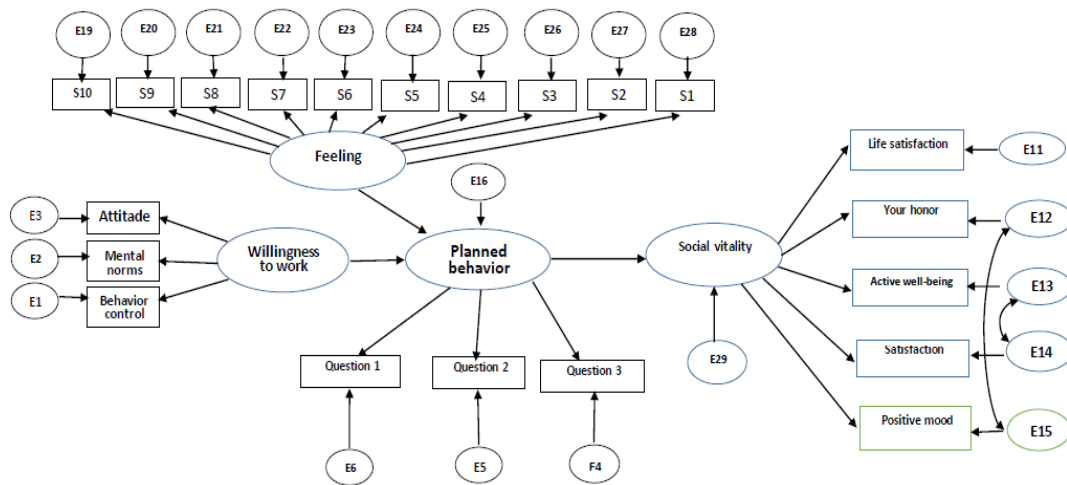 E19 E20 E21 E22 E23 E24 E25 E26 E27 E28
S10 S9 S8 S7 S6 S5 S4 S3 S2 S1
Feeling
Life satisfaction
E11
E16
E3
Attitude
Your honor
E12
E2
Mental
norms
Willingness
to work
Planned
behavior
Social vitality
E1
Behavior
control
Active well-being
E13
Question 1
Question 2
Question 3
E29
Satisfaction
E14
Positive mood
E15
E6
E5
F4